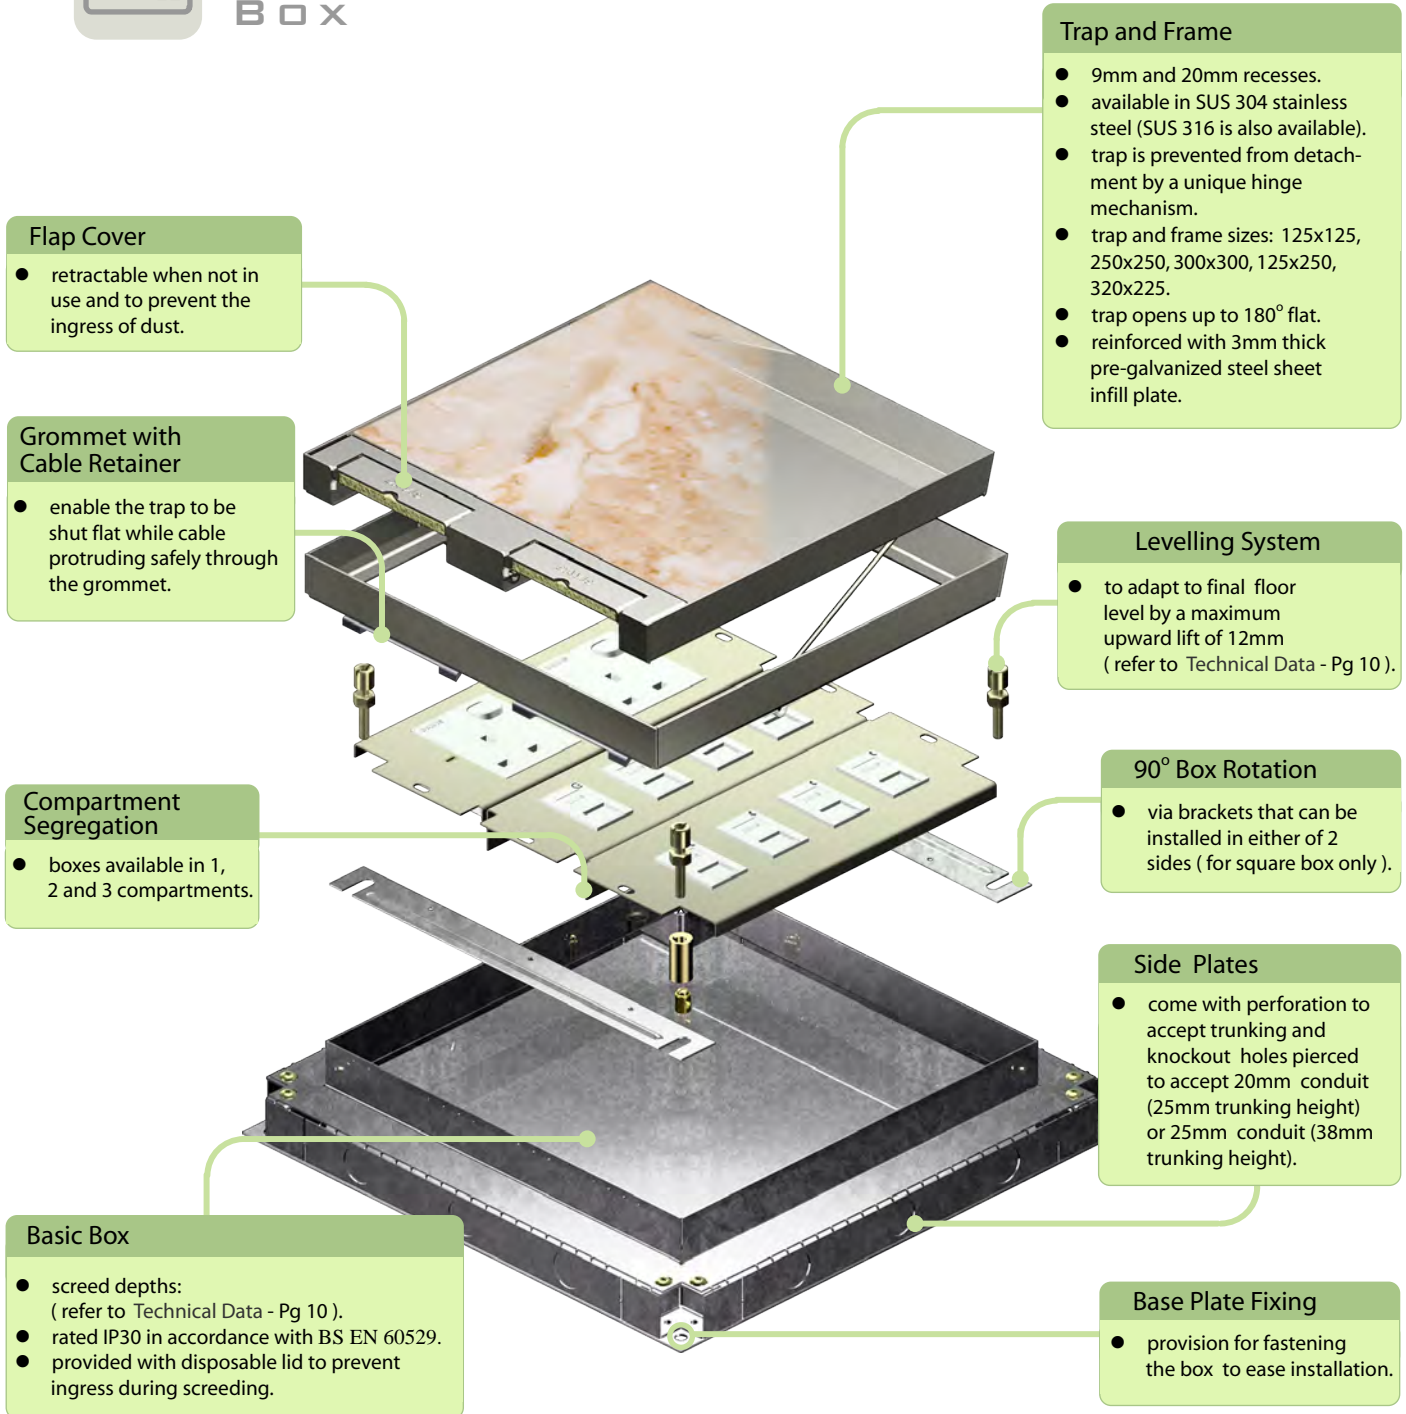 BOX
Trap and Frame
● 9mm and 20mm recesses.
● available in SUS 304 stainless
steel (SUS 316 is also available).
● trap is prevented from detach-
ment by a unique hinge
mechanism.
● trap and frame sizes: 125x125,
250x250, 300x300, 125x250,
320x225.
● trap opens up to 180° flat.
● reinforced with 3mm thick
pre-galvanized steel sheet
infill plate.
Flap Cover
● retractable when not in
use and to prevent the
ingress of dust.
Grommet with
Cable Retainer
● enable the trap to be
shut flat while cable
protruding safely through
the grommet.
Levelling System
● to adapt to final floor
level by a maximum
upward lift of 12mm
( refer to Technical Data - Pg 10 ).
90° Box Rotation
● via brackets that can be
installed in either of 2
sides ( for square box only ).
Compartment
Segregation
● boxes available in 1,
2 and 3 compartments.
Side Plates
● come with perforation to
accept trunking and
knockout holes pierced
to accept 20mm conduit
(25mm trunking height)
or 25mm conduit (38mm
trunking height).
Basic Box
● screed depths:
( refer to Technical Data - Pg 10 ).
● rated IP30 in accordance with BS EN 60529.
● provided with disposable lid to prevent
ingress during screeding.
Base Plate Fixing
● provision for fastening
the box to ease installation.